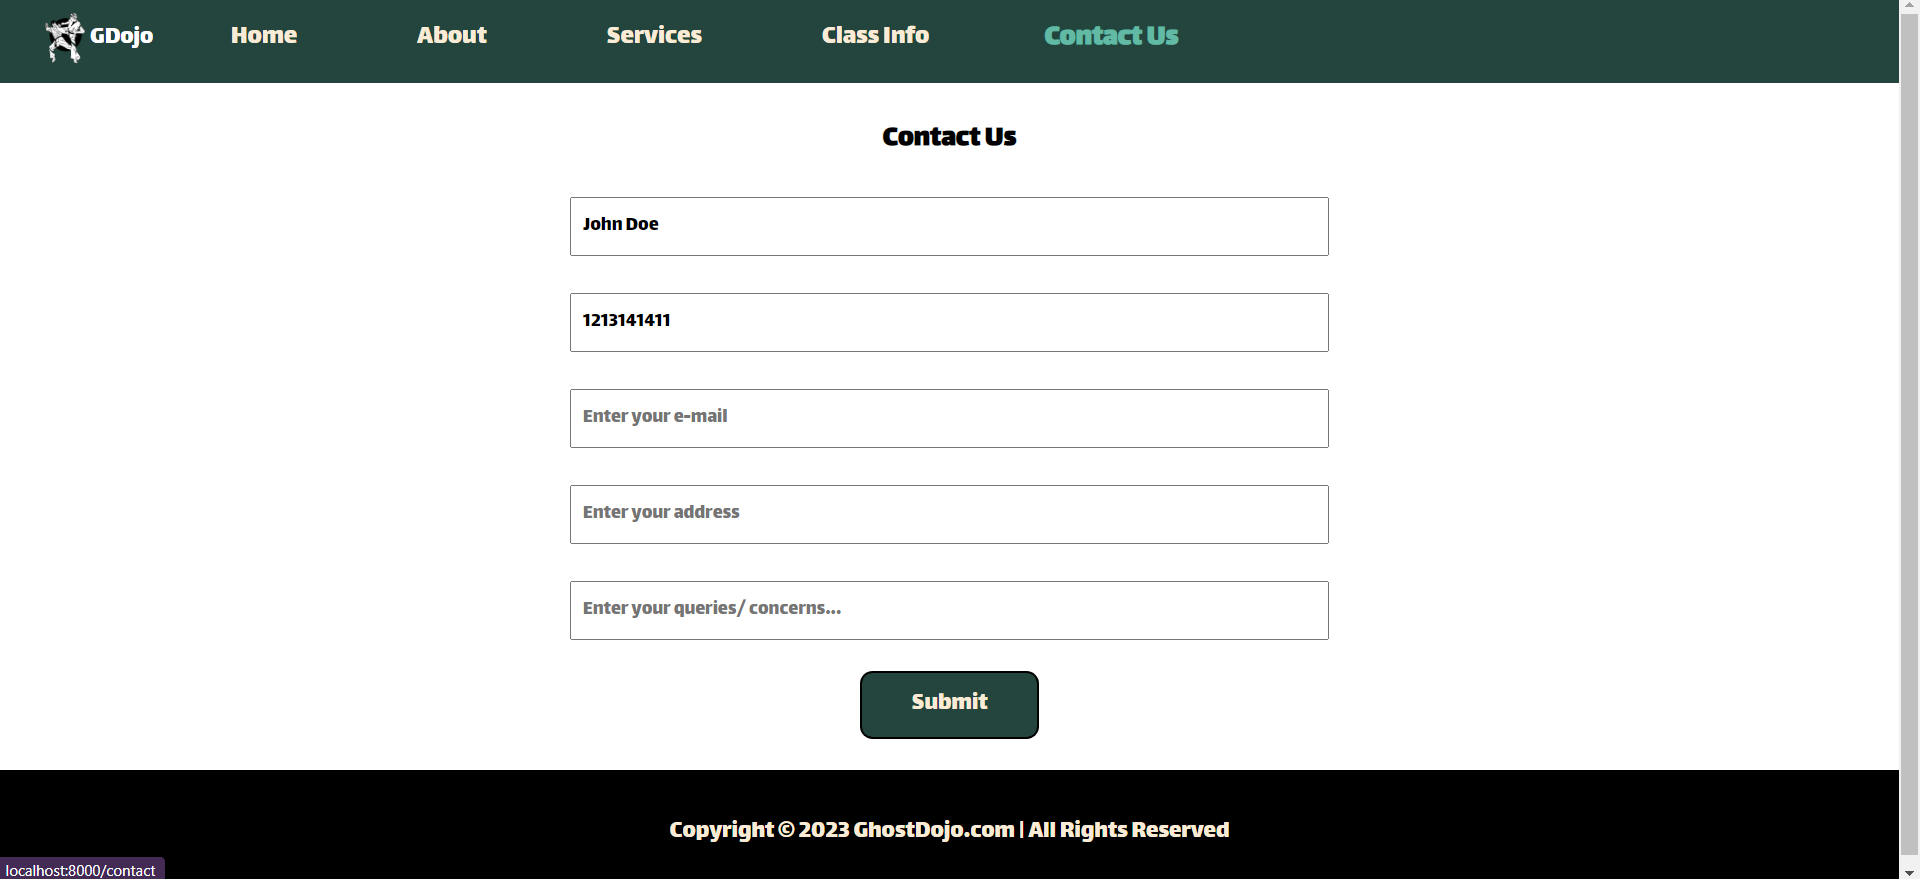 GDojo Home About Services Class Info Contact Us
Contact Us
John Doe
1213141411
Enter your e-mail
Enter your address
Enter your queries/ concerns...
Submit
Copyright © 2023 GhostDojo.com | All Rights Reserved
localhost:8000/contact